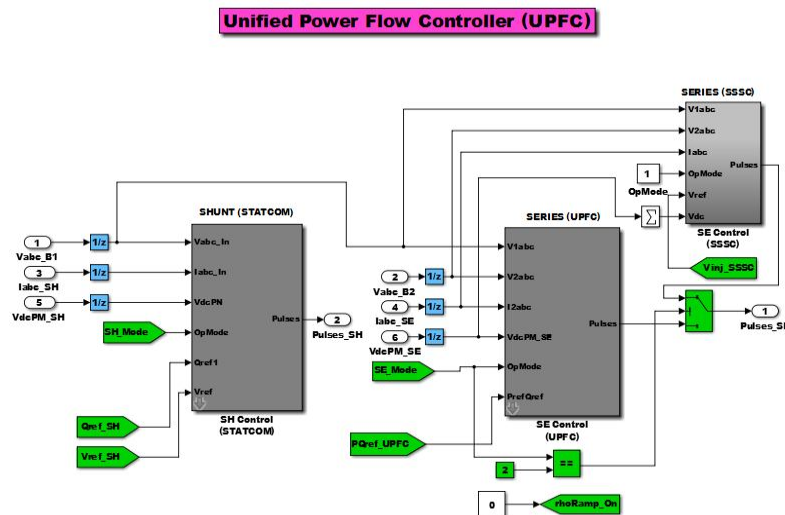 Unified Power Flow Controller (UPFC)
SERIES (SSSC)
V1abc
V2abc
Iabc
Pulses
1
OpMode
OpMode
Vref
Σ
Vdc
SE Control
(SSSC)
Vinj_SSSC
SHUNT (STATCOM)
1
Vabc_B1
1/z
Vabc_In
3
Iabc_SH
1/z
Iabc_In
5
VdcPM_SH
1/z
VdcPN
SH_Mode
OpMode
Pulses
2
Pulses_SH
Qref1
Vref
Qref_SH
Vref_SH
SH Control
(STATCOM)
SERIES (UPFC)
V1abc
2
Vabc_B2
1/z
V2abc
4
Iabc_SE
1/z
I2abc
6
VdcPM_SE
1/z
VdcPM_SE
Pulses
SE_Mode
OpMode
PrefQref
PQref_UPFC
SE Control
(UPFC)
1
2
==
0
rhoRamp_On